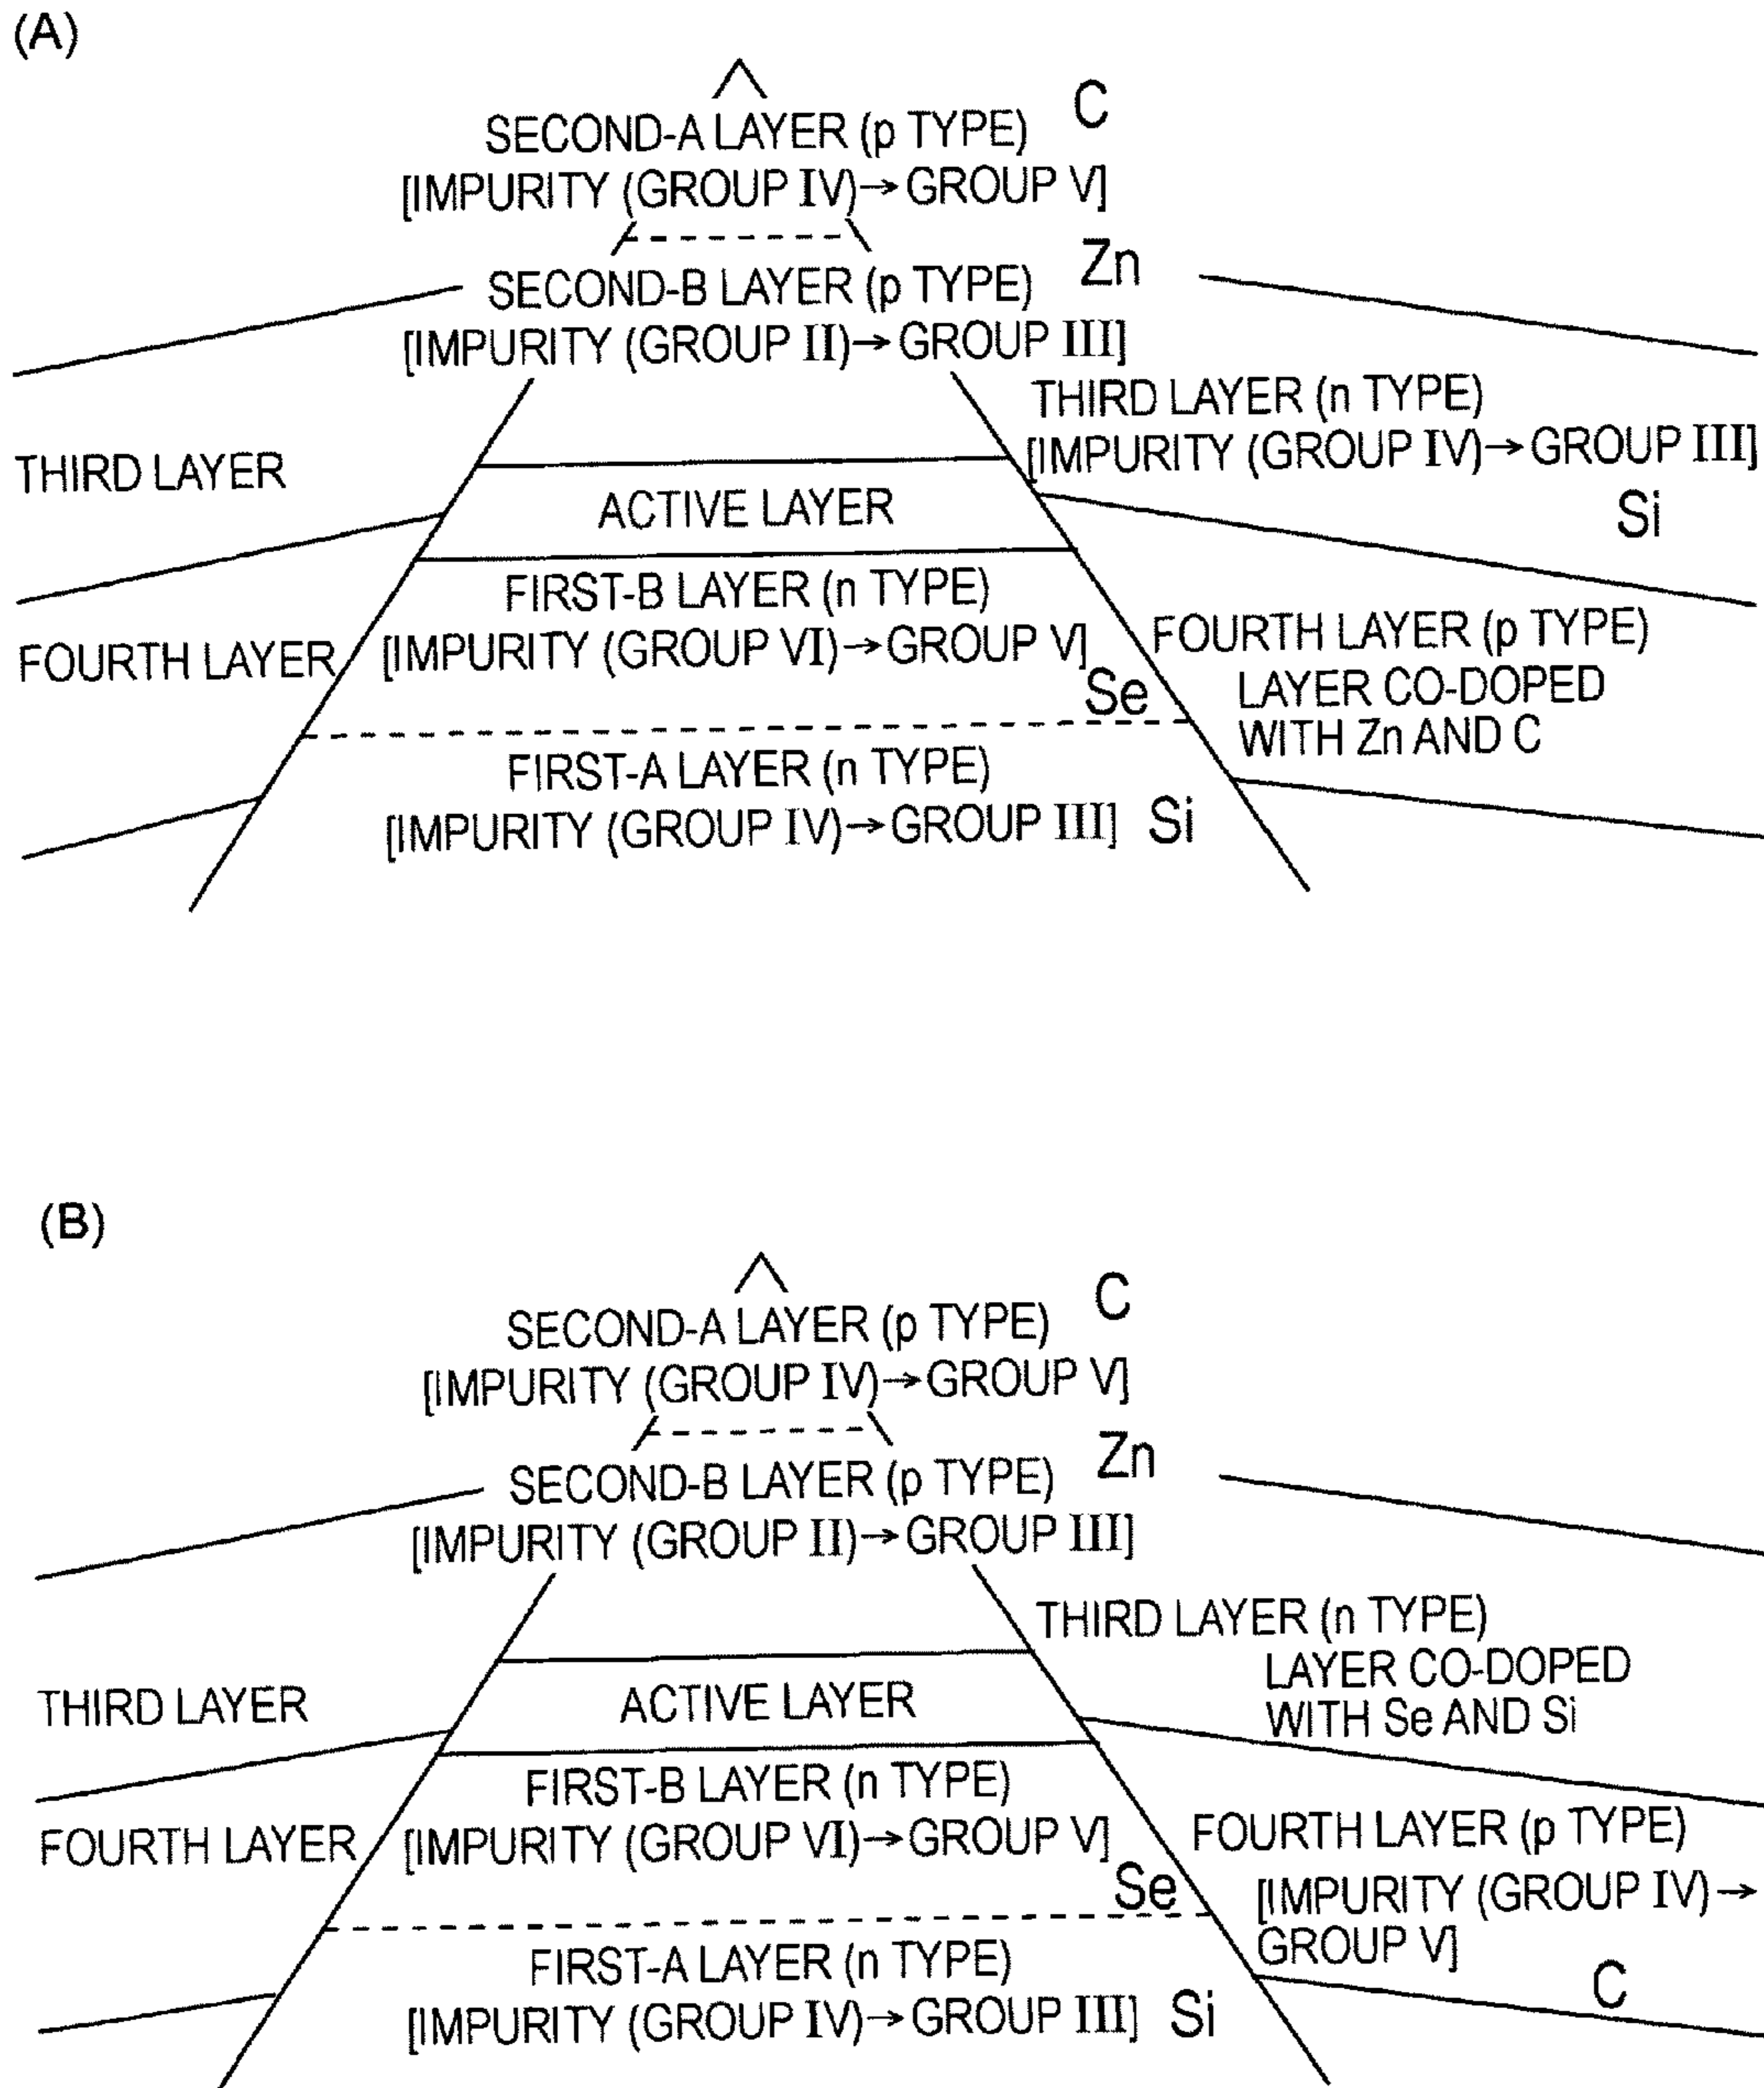 (A)
SECOND-A LAYER (p TYPE) C
[IMPURITY (GROUP IV)→GROUP V]
SECOND-B LAYER (p TYPE) Zn
[IMPURITY (GROUP II)→GROUP III]
THIRD LAYER (n TYPE)
[IMPURITY (GROUP IV)→GROUP III]
Si
THIRD LAYER
ACTIVE LAYER
FIRST-B LAYER (n TYPE)
[IMPURITY (GROUP VI)→GROUP V]
Se
FOURTH LAYER
FOURTH LAYER (p TYPE)
LAYER CO-DOPED
WITH Zn AND C
FIRST-A LAYER (n TYPE)
[IMPURITY (GROUP IV)→GROUP III] Si
(B)
SECOND-A LAYER (p TYPE) C
[IMPURITY (GROUP IV)→GROUP V]
SECOND-B LAYER (p TYPE) Zn
[IMPURITY (GROUP II)→GROUP III]
THIRD LAYER (n TYPE)
LAYER CO-DOPED
WITH Se AND Si
THIRD LAYER
ACTIVE LAYER
FIRST-B LAYER (n TYPE)
[IMPURITY (GROUP VI)→GROUP V]
Se
FOURTH LAYER
FOURTH LAYER (p TYPE)
[IMPURITY (GROUP IV)→
GROUP V]
C
FIRST-A LAYER (n TYPE)
[IMPURITY (GROUP IV)→GROUP III] Si